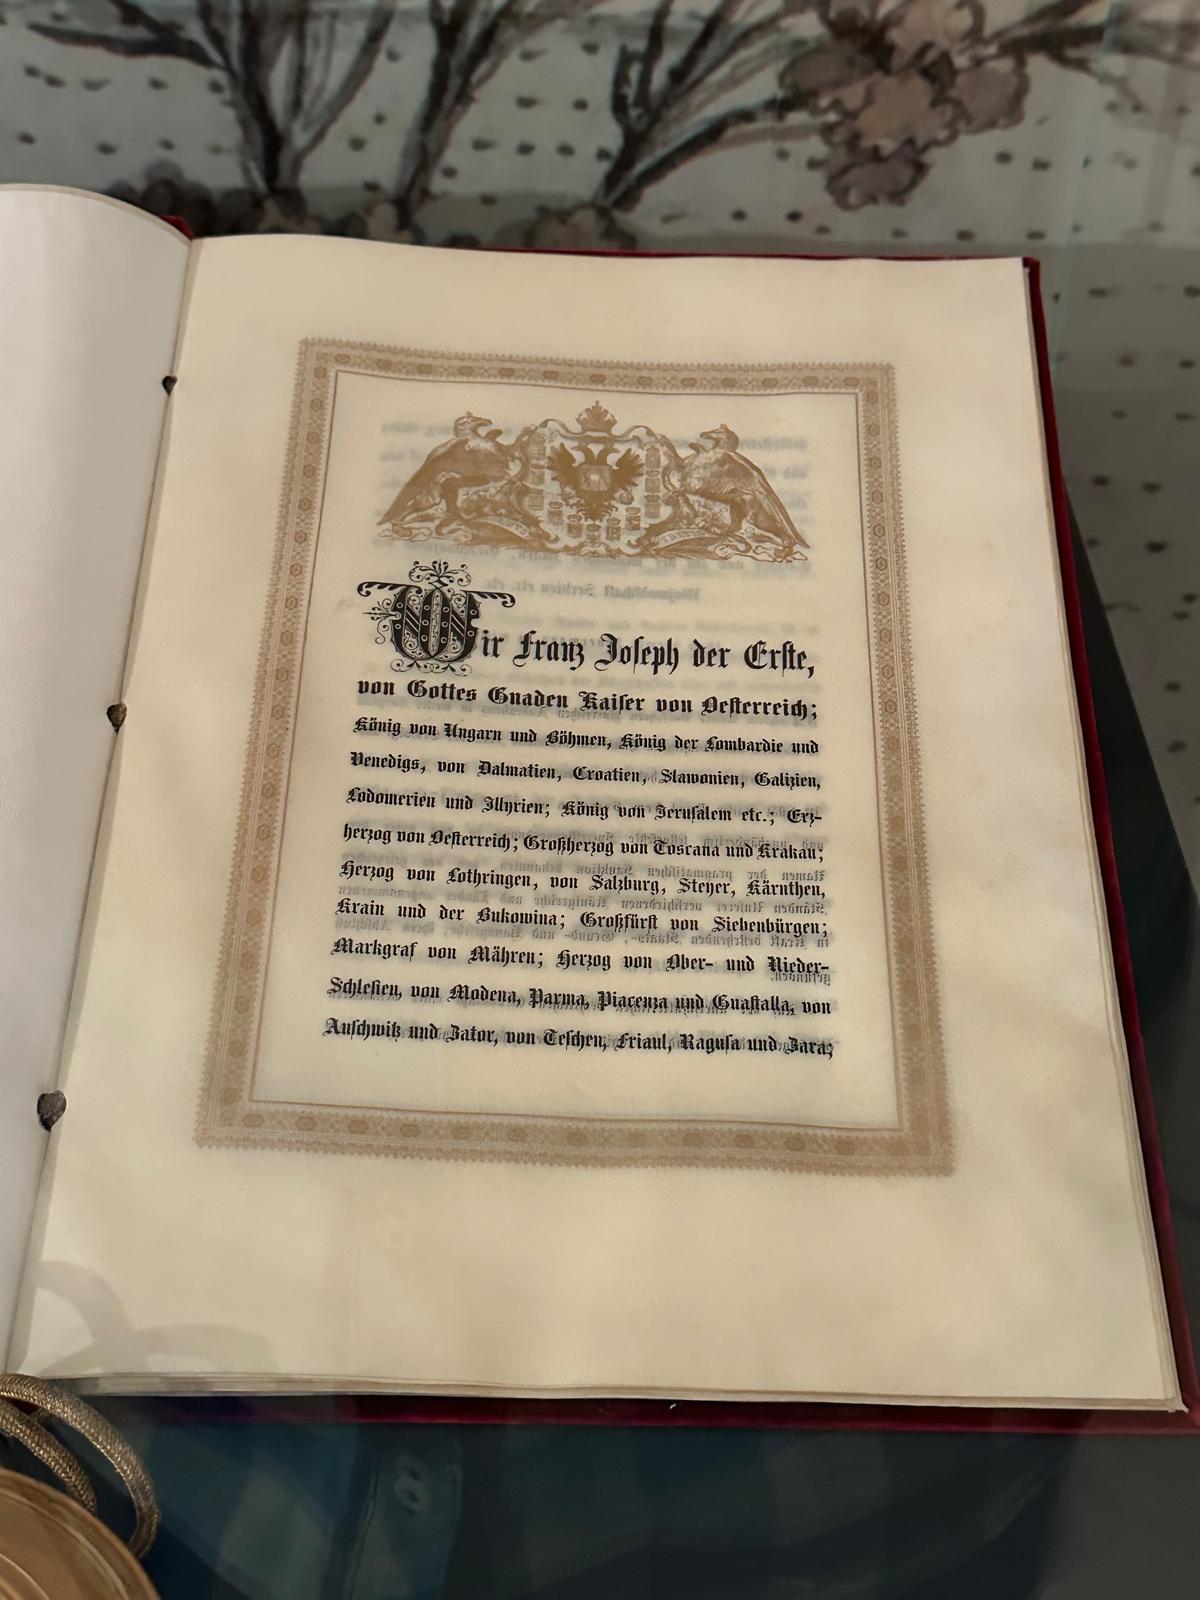 Wir Franz Joseph der Erste,
von Gottes Gnaden Kaiser von Oesterreich;
König von Ungarn und Böhmen, König der Lombardie und
Venedigs, von Dalmatien, Croatien, Slawonien, Galizien,
Lodomerien und Illyrien; König von Jerusalem etc.; Erz-
herzog von Oesterreich; Großherzog von Toscana und Krakau;
Herzog von Lothringen, von Salzburg, Steyer, Kärnthen,
Krain und der Bukowina; Großfürst von Siebenbürgen;
Markgraf von Mähren; Herzog von Ober- und Nieder-
Schlesien, von Modena, Parma, Piacenza und Guastalla, von
Auschwitz und Zator, von Teschen, Friaul, Ragusa und Zara;